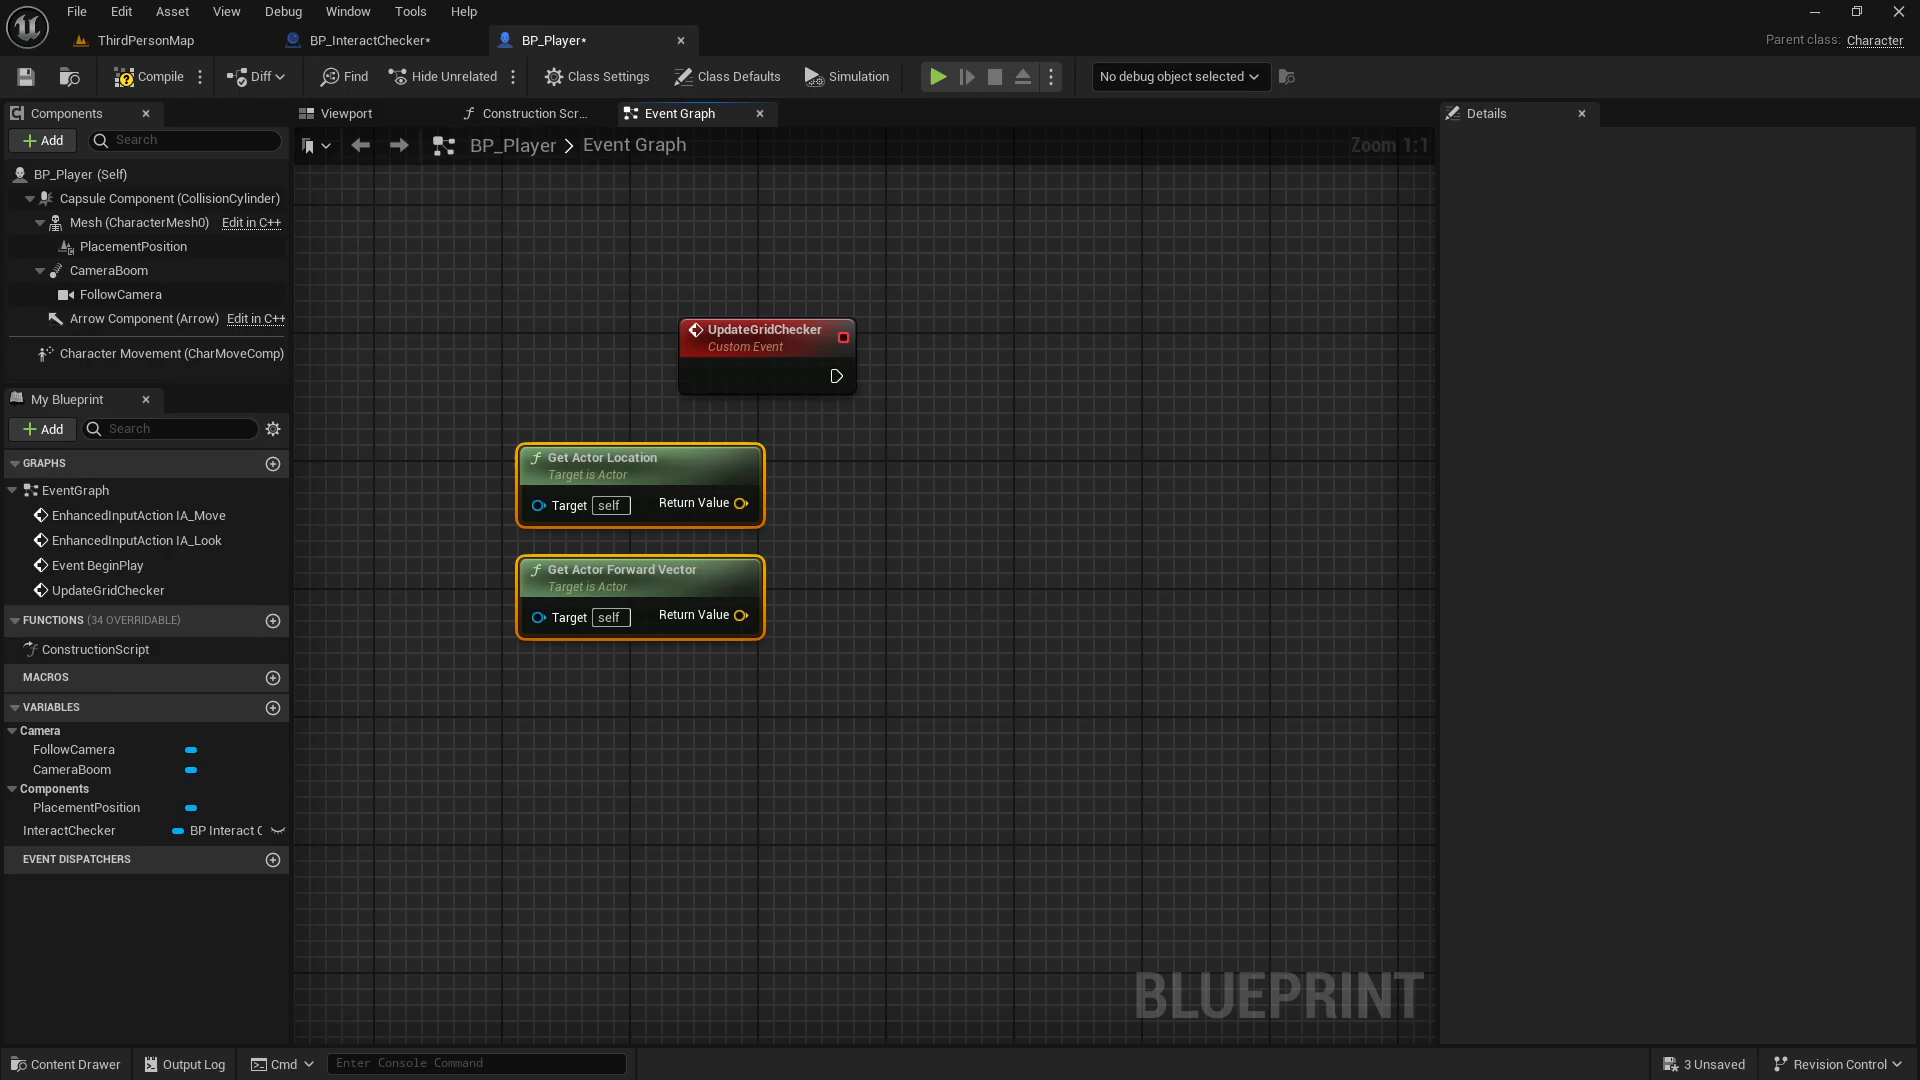 File Edit Asset View Debug Window Tools Help
ThirdPersonMap BP_InteractChecker* BP_Player*
Parent class: Character
Compile Diff Find Hide Unrelated Class Settings Class Defaults Simulation No debug object selected
Components
Add Search
BP_Player (Self)
Capsule Component (CollisionCylinder)
Mesh (CharacterMesh0) Edit in C++
PlacementPosition
CameraBoom
FollowCamera
Arrow Component (Arrow) Edit in C++
Character Movement (CharMoveComp)
My Blueprint
Add Search
GRAPHS
EventGraph
EnhancedInputAction IA_Move
EnhancedInputAction IA_Look
Event BeginPlay
UpdateGridChecker
FUNCTIONS (34 OVERRIDABLE)
ConstructionScript
MACROS
VARIABLES
Camera
FollowCamera
CameraBoom
Components
PlacementPosition
InteractChecker BP Interact C
EVENT DISPATCHERS
Viewport Construction Scr... Event Graph
BP_Player > Event Graph
Zoom 1:1
UpdateGridChecker
Custom Event
Get Actor Location
Target is Actor
Target self Return Value
Get Actor Forward Vector
Target is Actor
Target self Return Value
BLUEPRINT
Details
Content Drawer Output Log Cmd Enter Console Command 3 Unsaved Revision Control